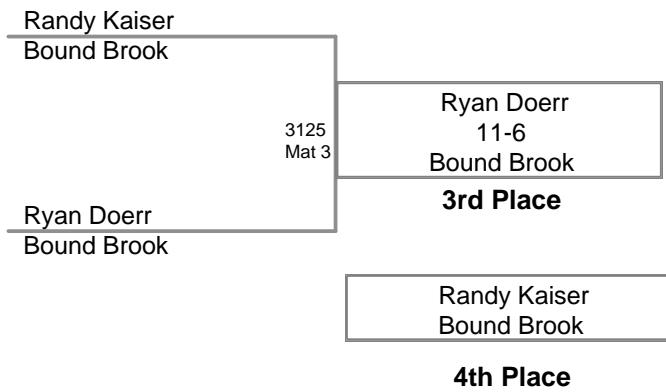 Randy Kaiser
Bound Brook
3125
Mat 3
Ryan Doerr
11-6
Bound Brook
3rd Place
Ryan Doerr
Bound Brook
Randy Kaiser
Bound Brook
4th Place